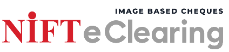 IMAGE BASED CHEQUES
NIFT eClearing